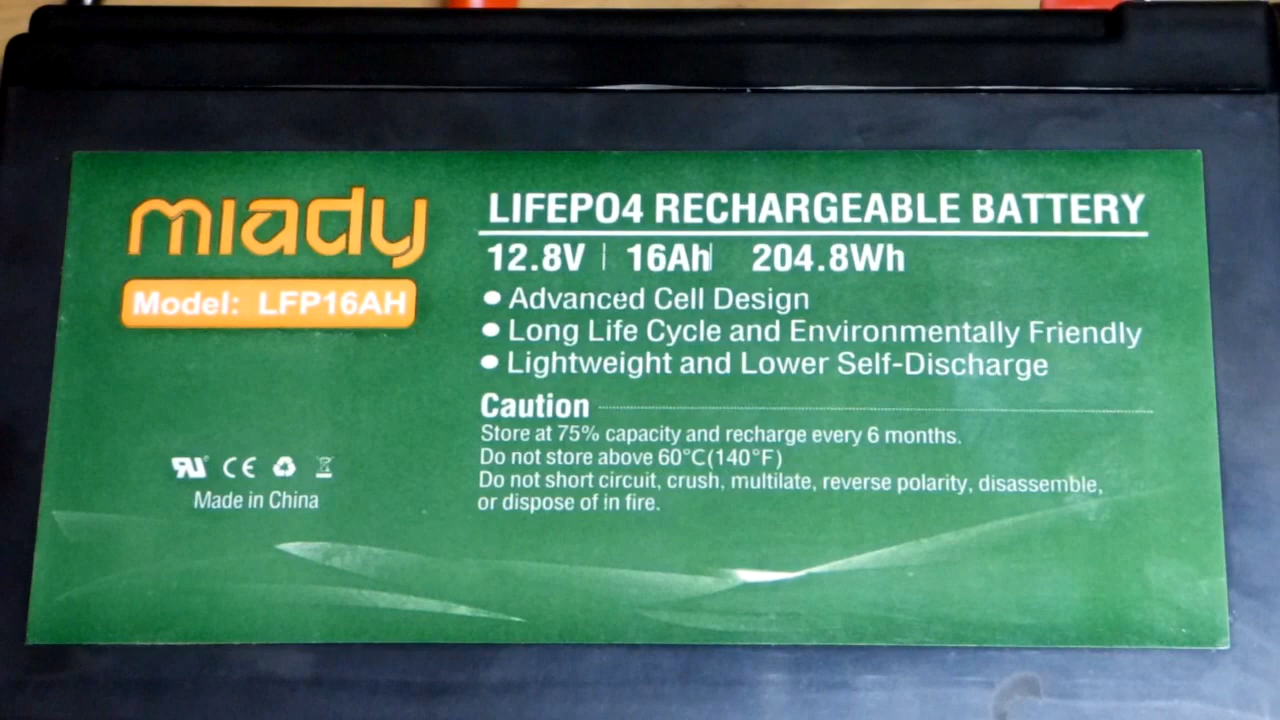 miady
Model: LFP16AH
LIFEPO4 RECHARGEABLE BATTERY
12.8V | 16Ah | 204.8Wh
● Advanced Cell Design
● Long Life Cycle and Environmentally Friendly
● Lightweight and Lower Self-Discharge
Caution
Store at 75% capacity and recharge every 6 months.
Do not store above 60°C(140°F)
Do not short circuit, crush, multilate, reverse polarity, disassemble,
or dispose of in fire.
CE
Made in China